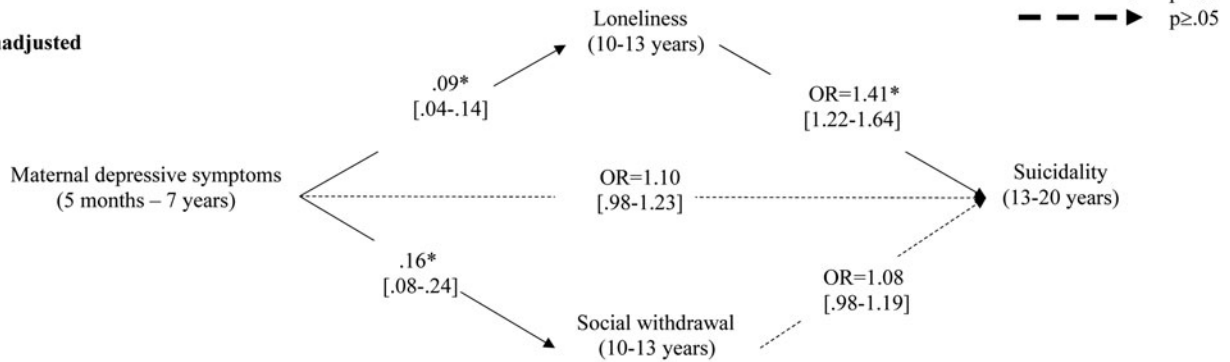 Loneliness
(10-13 years)
p≥.05
.09*
[.04-.14]
OR=1.41*
[1.22-1.64]
Maternal depressive symptoms
(5 months – 7 years)
OR=1.10
[.98-1.23]
Suicidality
(13-20 years)
.16*
[.08-.24]
OR=1.08
[.98-1.19]
Social withdrawal
(10-13 years)